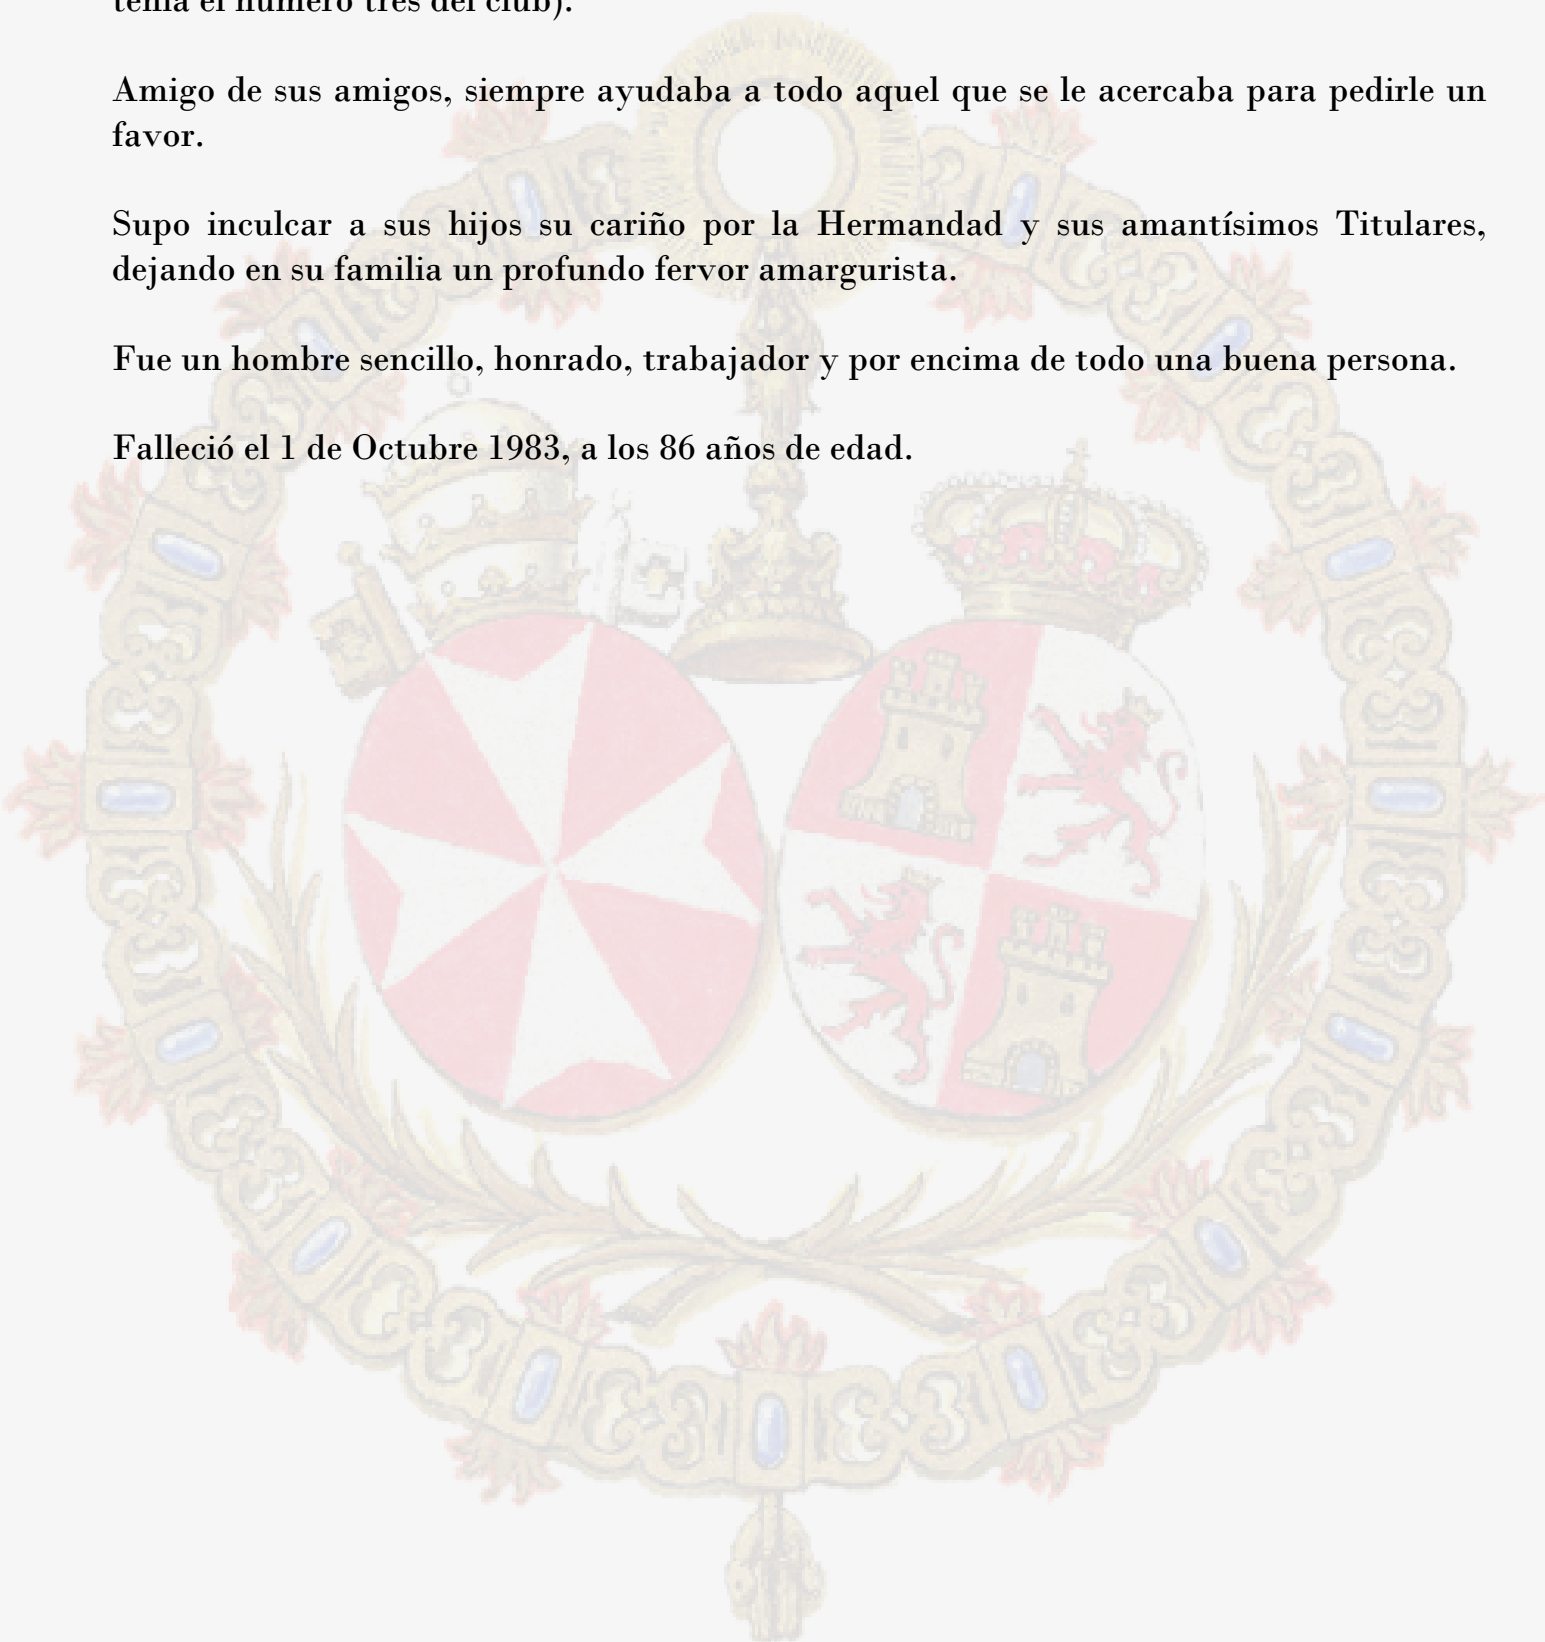 tenía el número tres del club).
Amigo de sus amigos, siempre ayudaba a todo aquel que se le acercaba para pedirle un
favor.
Supo inculcar a sus hijos su cariño por la Hermandad y sus amantísimos Titulares,
dejando en su familia un profundo fervor amargurista.
Fue un hombre sencillo, honrado, trabajador y por encima de todo una buena persona.
Falleció el 1 de Octubre 1983, a los 86 años de edad.